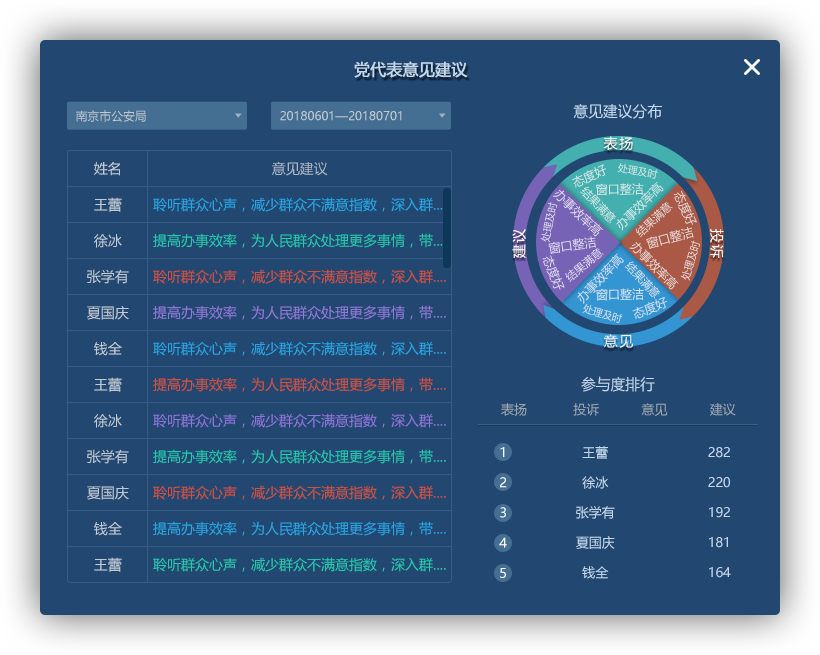 党代表意见建议
南京市公安局
20180601—20180701
姓名 意见建议
王蕾 聆听群众心声，减少群众不满意指数，深入群...
徐冰 提高办事效率，为人民群众处理更多事情，带....
张学有 聆听群众心声，减少群众不满意指数，深入群....
夏国庆 提高办事效率，为人民群众处理更多事情，带....
钱全 聆听群众心声，减少群众不满意指数，深入群....
王蕾 提高办事效率，为人民群众处理更多事情，带....
徐冰 聆听群众心声，减少群众不满意指数，深入群....
张学有 提高办事效率，为人民群众处理更多事情，带....
夏国庆 聆听群众心声，减少群众不满意指数，深入群....
钱全 提高办事效率，为人民群众处理更多事情，带....
王蕾 聆听群众心声，减少群众不满意指数，深入群....
意见建议分布
表扬
态度好
处理及时
窗口整洁
结果满意
办事效率高
投诉
态度好
结果满意
窗口整洁
办事效率高
处理及时
意见
办事效率高
结果满意
窗口整洁
处理及时
态度好
建议
办事效率高
处理及时
窗口整洁
结果满意
态度好
参与度排行
表扬 投诉 意见 建议
1 王蕾 282
2 徐冰 220
3 张学有 192
4 夏国庆 181
5 钱全 164